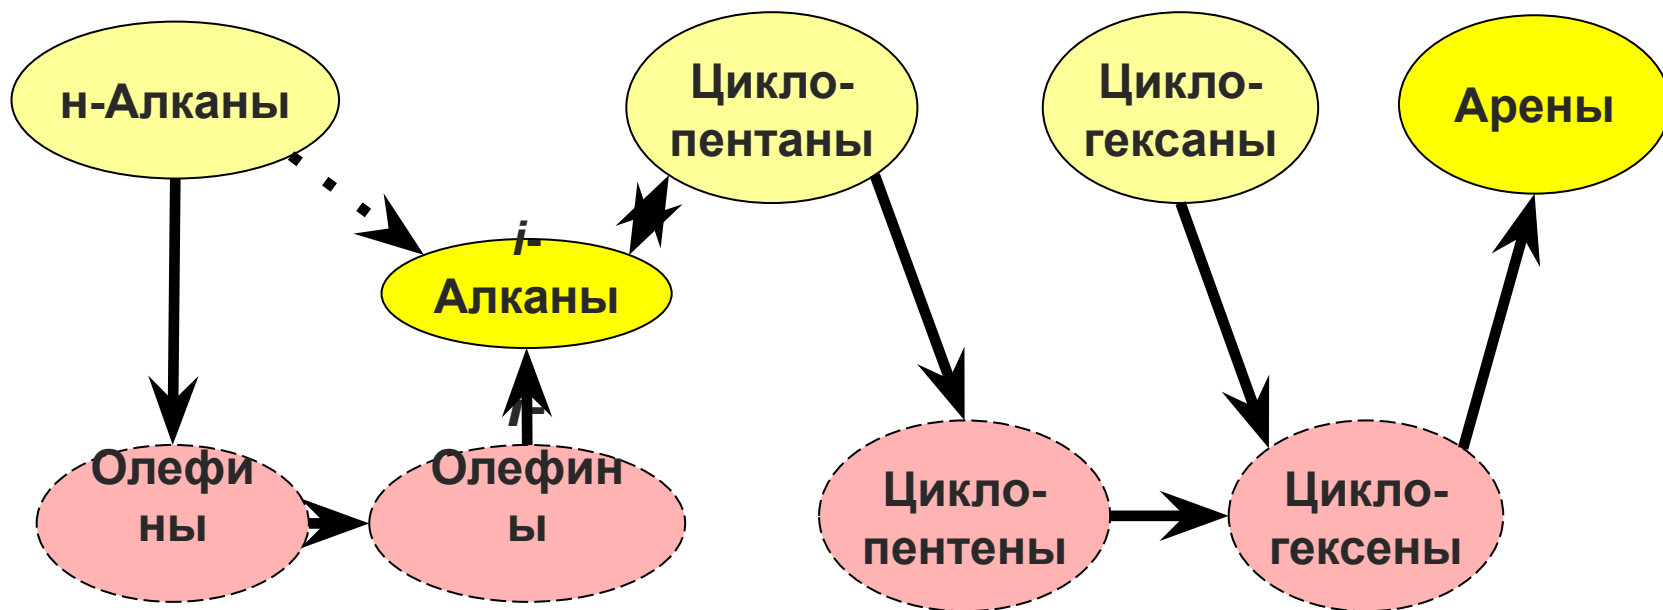 н-Алканы
Цикло-
пентаны
Цикло-
гексаны
Арены
i-
Алканы
Олефи
ны
i-
Олефин
ы
Цикло-
пентены
Цикло-
гексены